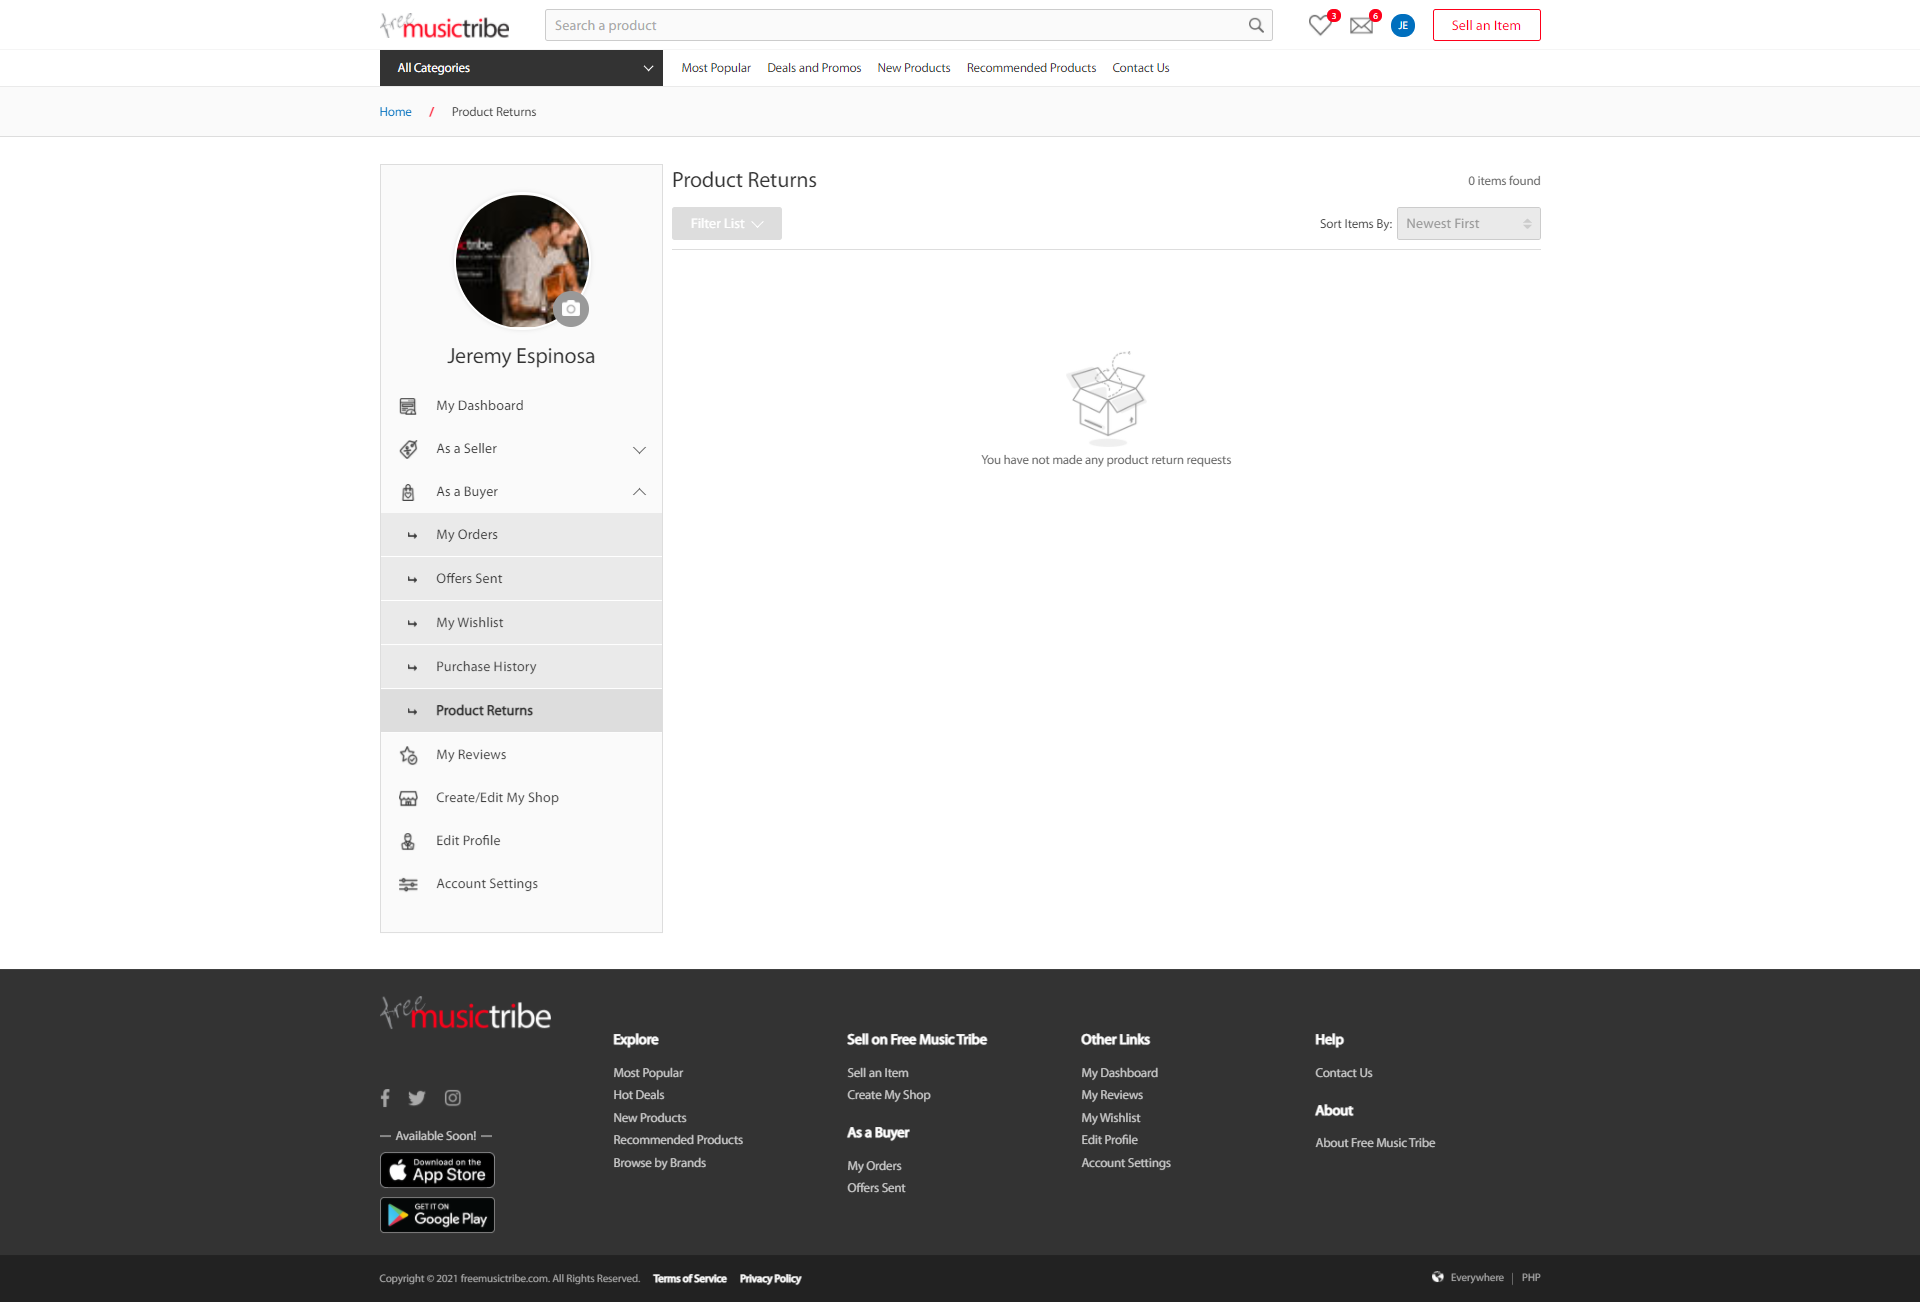 free musictribe
Search a product
3
6
JE
Sell an Item
All Categories
Most Popular
Deals and Promos
New Products
Recommended Products
Contact Us
Home / Product Returns
ctribe
Jeremy Espinosa
My Dashboard
As a Seller
As a Buyer
My Orders
Offers Sent
My Wishlist
Purchase History
Product Returns
My Reviews
Create/Edit My Shop
Edit Profile
Account Settings
Product Returns
0 items found
Filter List
Sort Items By: Newest First
You have not made any product return requests
free musictribe
— Available Soon! —
Download on the
App Store
GET IT ON
Google Play
Explore
Most Popular
Hot Deals
New Products
Recommended Products
Browse by Brands
Sell on Free Music Tribe
Sell an Item
Create My Shop
As a Buyer
My Orders
Offers Sent
Other Links
My Dashboard
My Reviews
My Wishlist
Edit Profile
Account Settings
Help
Contact Us
About
About Free Music Tribe
Copyright © 2021 freemusictribe.com. All Rights Reserved. Terms of Service Privacy Policy
Everywhere | PHP